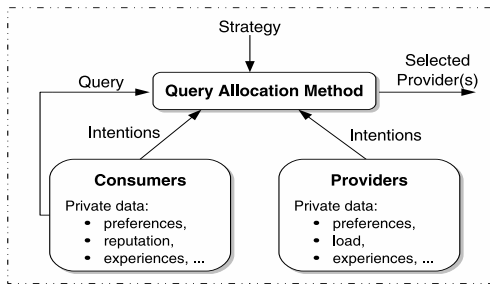 Strategy
Selected
Provider(s)
Query
Query Allocation Method
Intentions
Intentions
Consumers
Private data:
• preferences,
• reputation,
• experiences, ...
Providers
Private data:
• preferences,
• load,
• experiences, ...